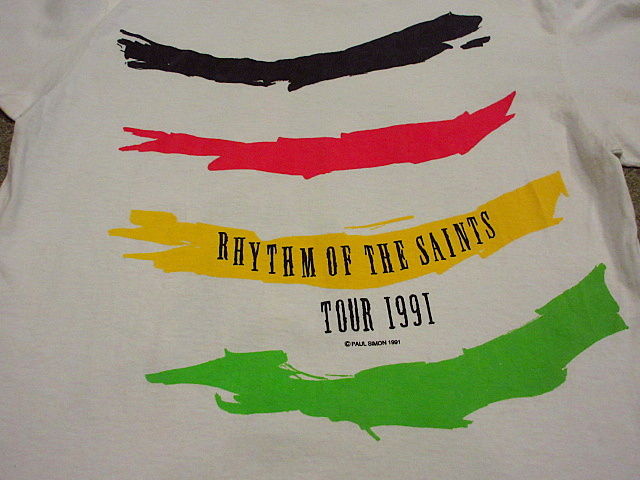 RHYTHM OF THE SAINTS
TOUR 1991
© PAUL SIMON 1991